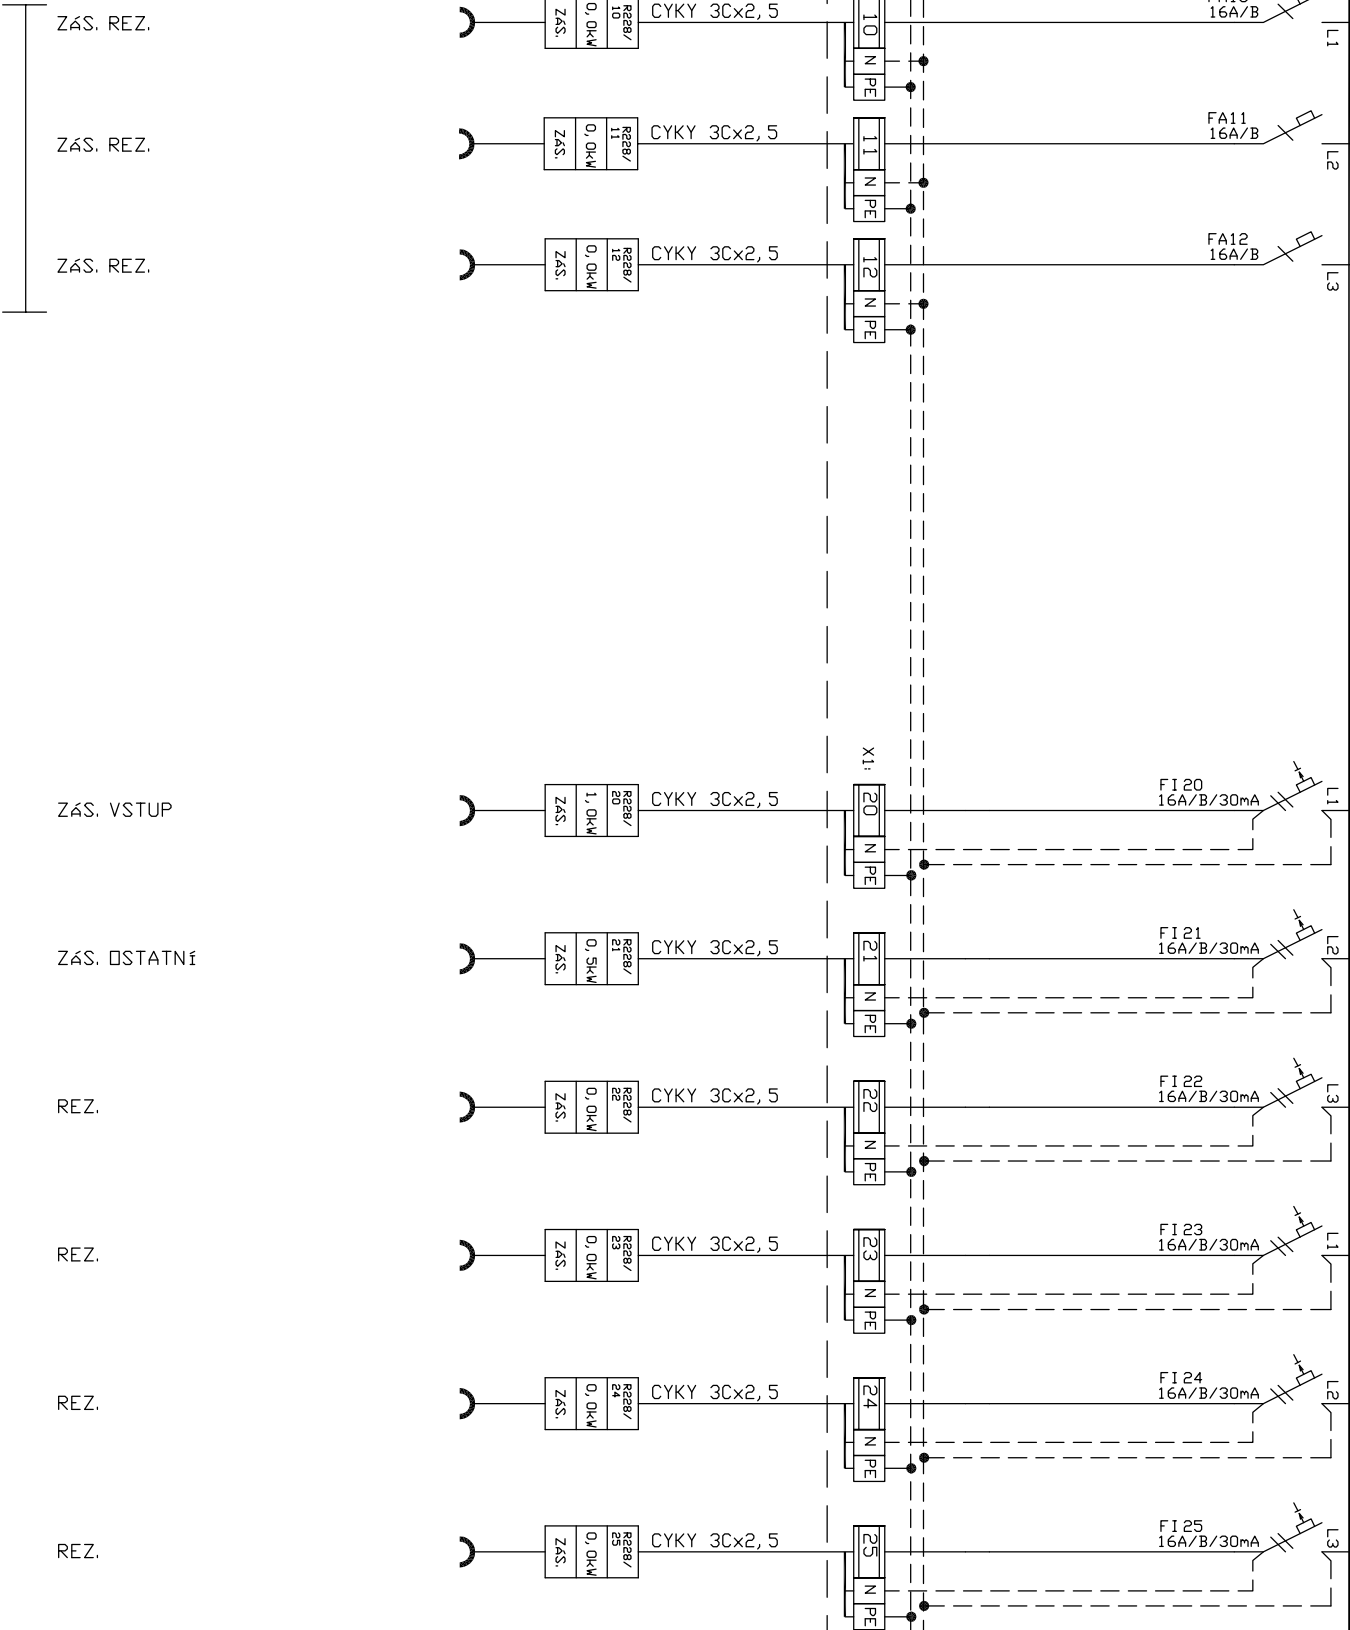 ZáS. REZ.
ZáS.
0,0kW
R228/
10
CYKY 3Cx2,5
10
N
PE
16A/B
L1
ZáS. REZ.
ZáS.
0,0kW
R228/
11
CYKY 3Cx2,5
11
N
PE
FA11
16A/B
L2
ZáS. REZ.
ZáS.
0,0kW
R228/
12
CYKY 3Cx2,5
12
N
PE
FA12
16A/B
L3
X1:
ZáS. VSTUP
ZáS.
1,0kW
R228/
20
CYKY 3Cx2,5
20
N
PE
FI20
16A/B/30mA
L1
ZáS. OSTATNí
ZáS.
0,5kW
R228/
21
CYKY 3Cx2,5
21
N
PE
FI21
16A/B/30mA
L2
REZ.
ZáS.
0,0kW
R228/
22
CYKY 3Cx2,5
22
N
PE
FI22
16A/B/30mA
L3
REZ.
ZáS.
0,0kW
R228/
23
CYKY 3Cx2,5
23
N
PE
FI23
16A/B/30mA
L1
REZ.
ZáS.
0,0kW
R228/
24
CYKY 3Cx2,5
24
N
PE
FI24
16A/B/30mA
L2
REZ.
ZáS.
0,0kW
R228/
25
CYKY 3Cx2,5
25
N
PE
FI25
16A/B/30mA
L3